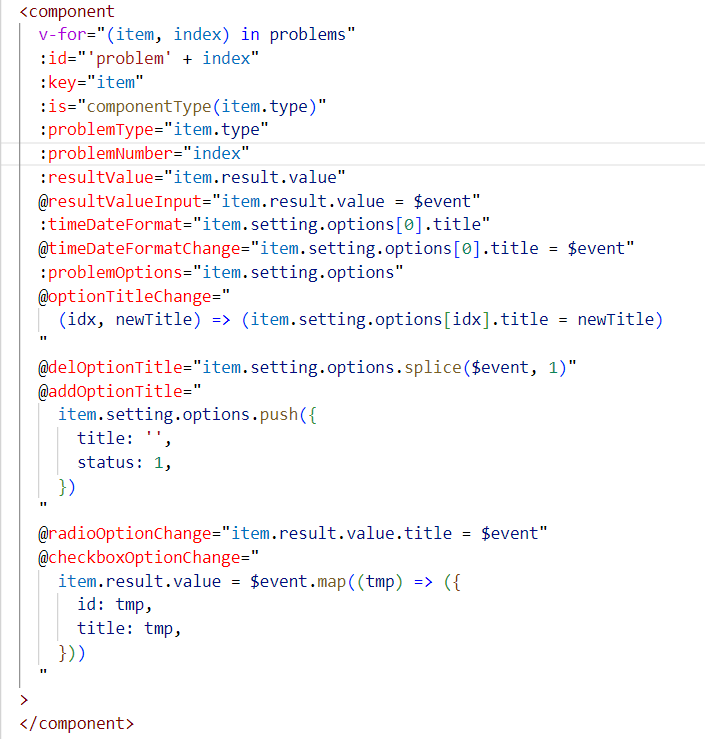 <component
v-for="(item, index) in problems"
:id="'problem' + index"
:key="item"
:is="componentType(item.type)"
:problemType="item.type"
:problemNumber="index"
:resultValue="item.result.value"
@resultValueInput="item.result.value = $event"
:timeDateFormat="item.setting.options[0].title"
@timeDateFormatChange="item.setting.options[0].title = $event"
:problemOptions="item.setting.options"
@optionTitleChange="
(idx, newTitle) => (item.setting.options[idx].title = newTitle)
"
@delOptionTitle="item.setting.options.splice($event, 1)"
@addOptionTitle="
item.setting.options.push({
title: '',
status: 1,
})
"
@radioOptionChange="item.result.value.title = $event"
@checkboxOptionChange="
item.result.value = $event.map((tmp) => ({
id: tmp,
title: tmp,
}))
"
>
</component>